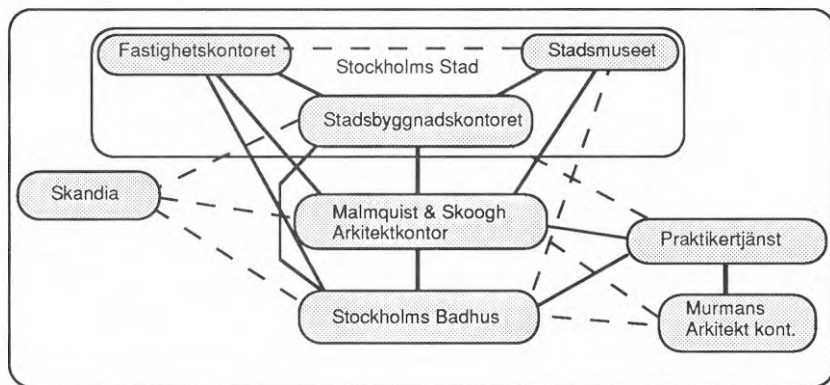 Fastighetskontoret
Stadsmuseet
Stockholms Stad
Stadsbyggnadskontoret
Skandia
Malmquist & Skoogh
Arkitektkontor
Praktikertjänst
Stockholms Badhus
Murmans
Arkitekt kont.